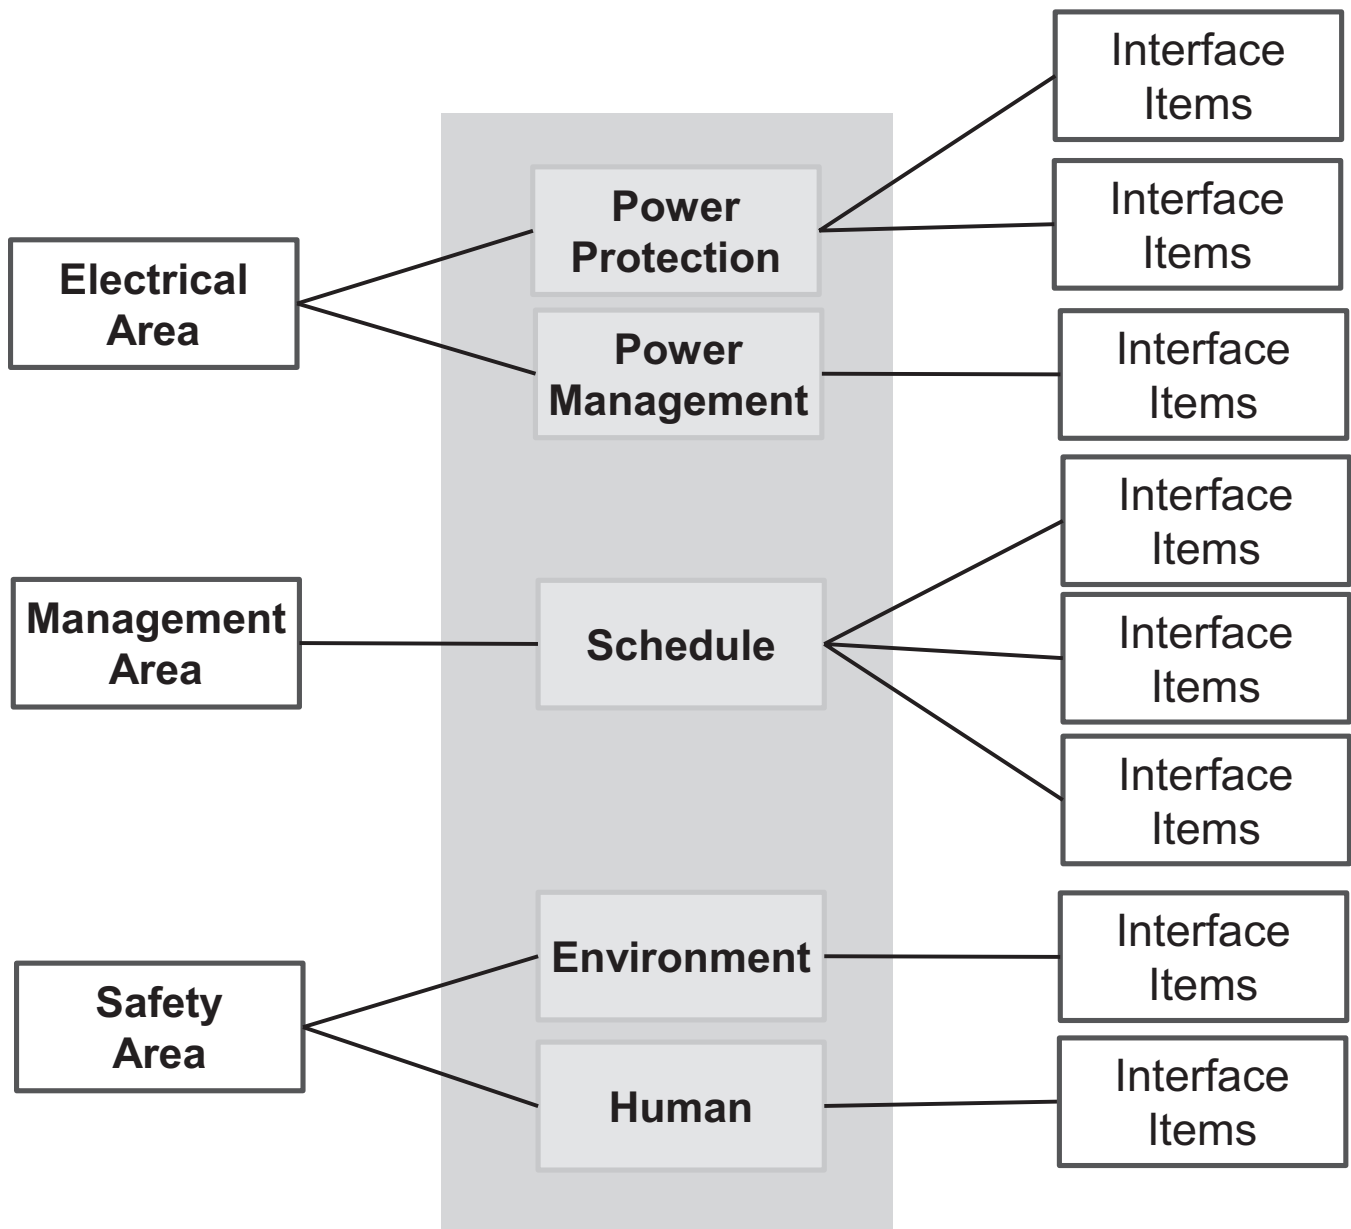 Interface
Items
Power
Protection
Interface
Items
Electrical
Area
Power
Management
Interface
Items
Interface
Items
Management
Area
Schedule
Interface
Items
Interface
Items
Environment
Interface
Items
Safety
Area
Human
Interface
Items